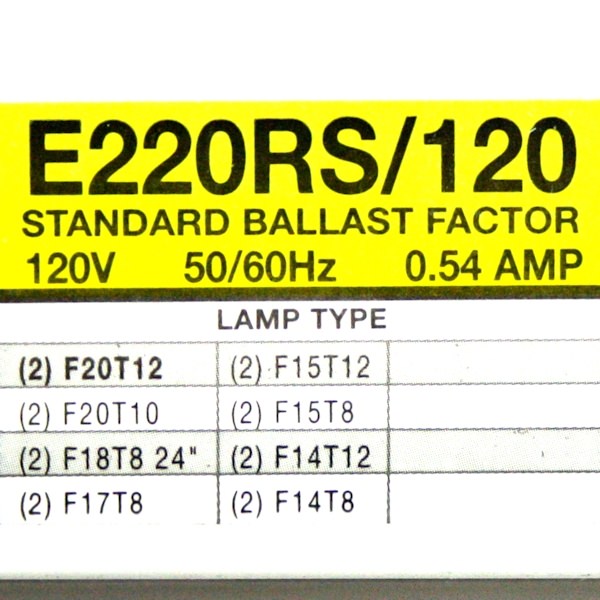 E220RS/120
STANDARD BALLAST FACTOR
120V 50/60Hz 0.54 AMP
LAMP TYPE
(2) F20T12 (2) F15T12
(2) F20T10 (2) F15T8
(2) F18T8 24" (2) F14T12
(2) F17T8 (2) F14T8